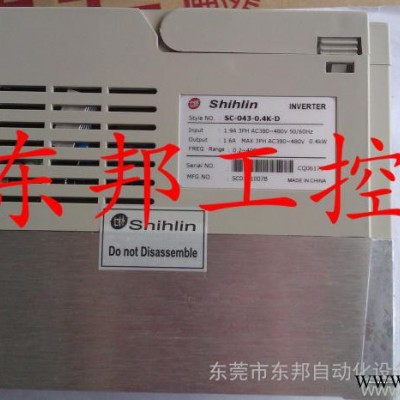 Shihlin INVERTER
Style NO. SC-043-0.4K-D
Input : 1.9A 3PH AC380~480V 50/60Hz
Output : 1.6A MAX 3PH AC380~480V 0.4kW
FREQ. Range :
Serial NO.
MFG-NO.
MADE IN CHINA
东邦工控
Shihlin
Do not Disassemble
东莞市东邦自动化设